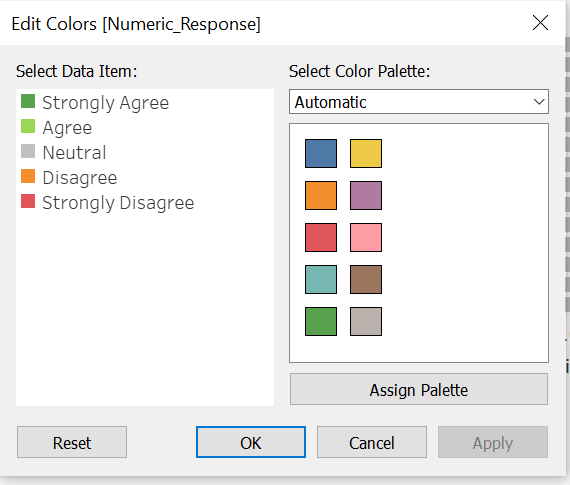 Edit Colors [Numeric_Response]
Select Data Item:
Strongly Agree
Agree
Neutral
Disagree
Strongly Disagree
Select Color Palette:
Automatic
Assign Palette
Reset
OK
Cancel
Apply